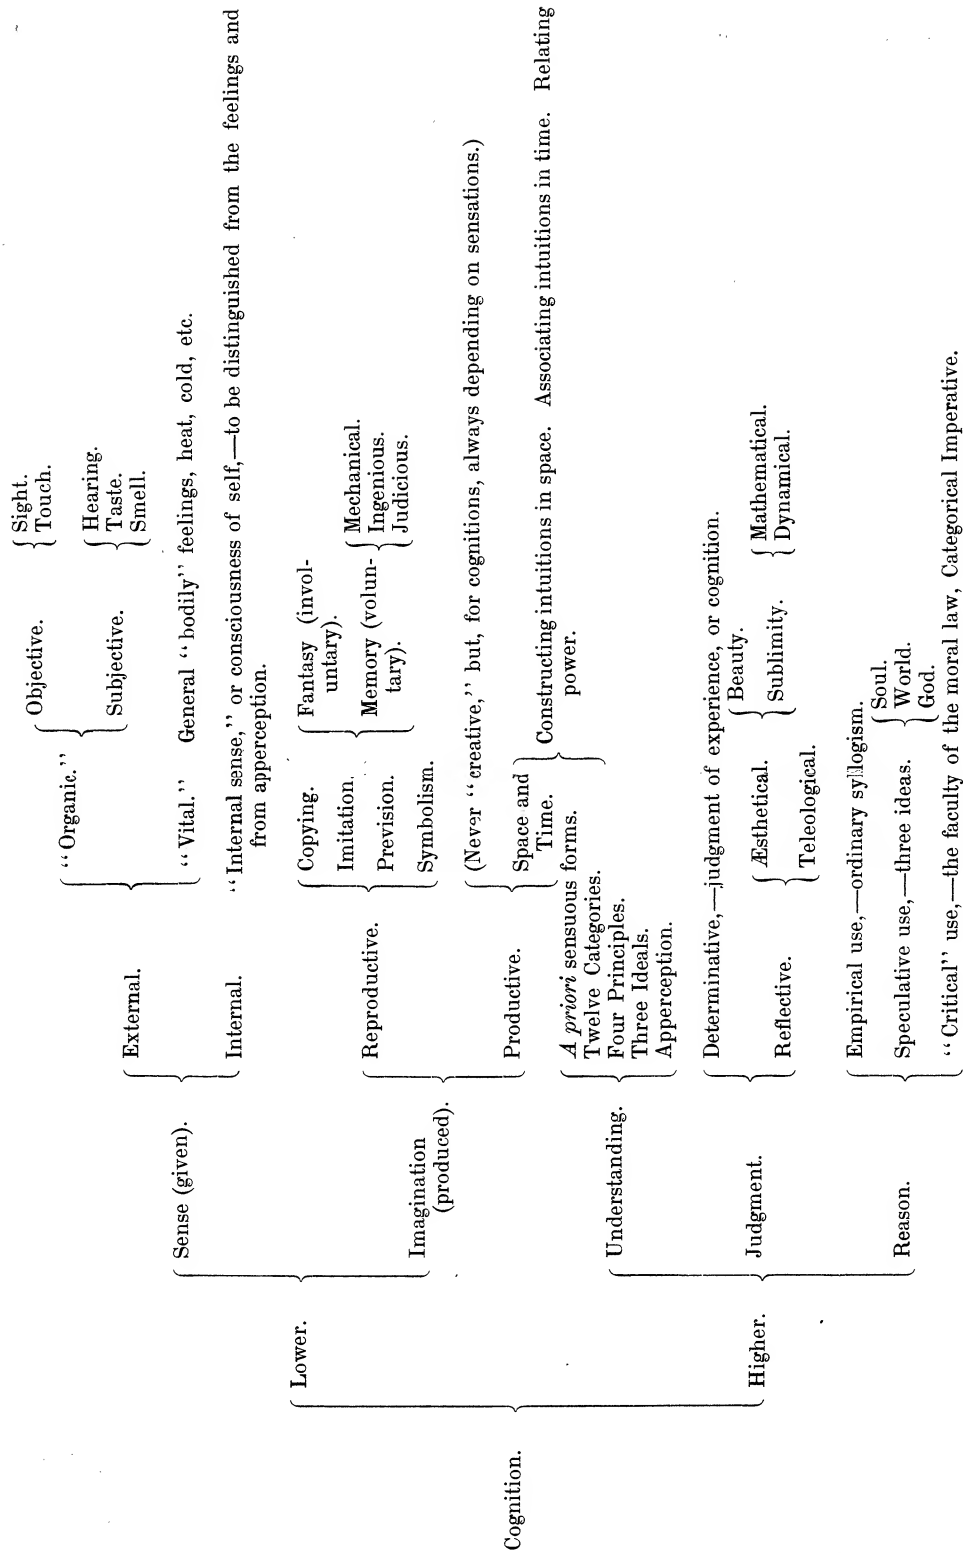 Cognition.
Lower.
Sense (given).
External.
“Organic.”
Objective.
Sight.
Touch.
Subjective.
Hearing.
Taste.
Smell.
“Vital.” General “bodily” feelings, heat, cold, etc.
Internal.
“Internal sense,” or consciousness of self,—to be distinguished from the feelings and
from apperception.
Imagination
(produced).
Reproductive.
Copying.
Imitation.
Prevision.
Symbolism.
Fantasy (invol-
untary).
Memory (volun-
tary).
Mechanical.
Ingenious.
Judicious.
Productive.
(Never “creative,” but, for cognitions, always depending on sensations.)
Space and
Time.
Constructing intuitions in space. Associating intuitions in time. Relating
power.
Higher.
Understanding.
A priori sensuous forms.
Twelve Categories.
Four Principles.
Three Ideals.
Apperception.
Judgment.
Determinative,—judgment of experience, or cognition.
Reflective.
Æsthetical.
Beauty.
Sublimity.
Mathematical.
Dynamical.
Teleological.
Reason.
Empirical use,—ordinary syllogism.
Speculative use,—three ideas.
Soul.
World.
God.
“Critical” use,—the faculty of the moral law, Categorical Imperative.